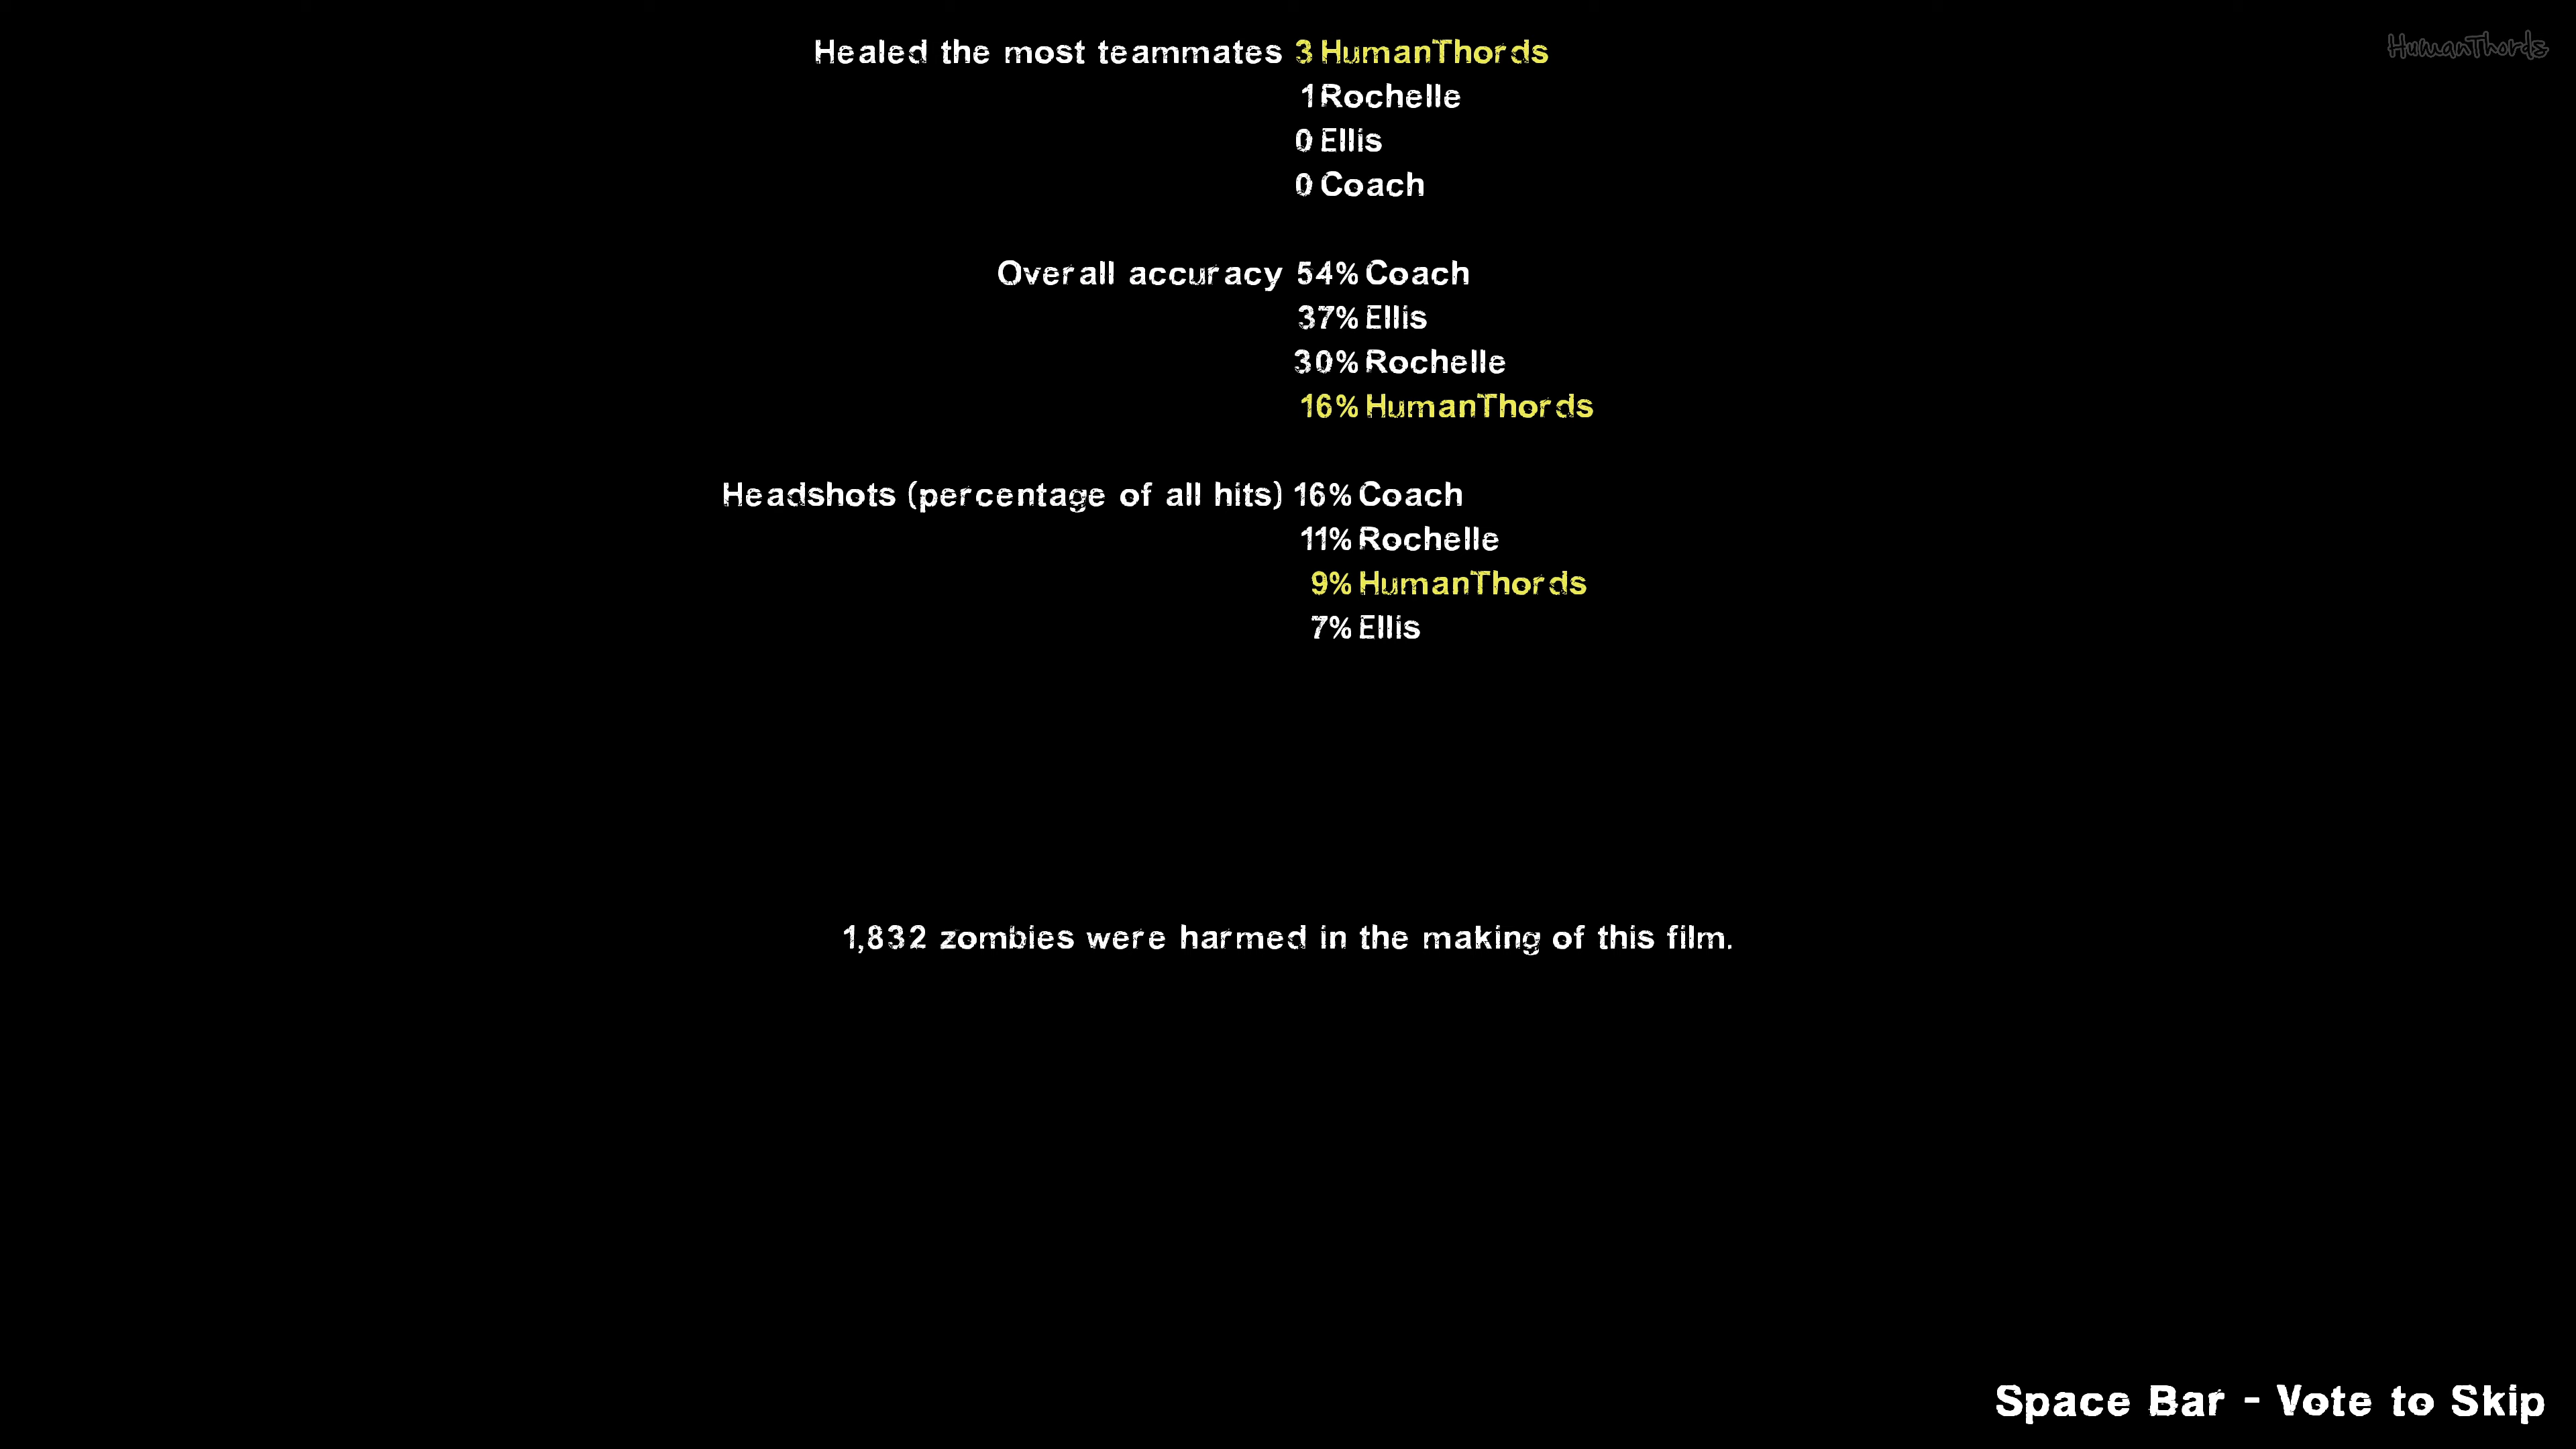 HumanThords
Healed the most teammates 3 HumanThords
1 Rochelle
0 Ellis
0 Coach
Overall accuracy 54% Coach
37% Ellis
30% Rochelle
16% HumanThords
Headshots (percentage of all hits) 16% Coach
11% Rochelle
9% HumanThords
7% Ellis
1,832 zombies were harmed in the making of this film.
Space Bar - Vote to Skip